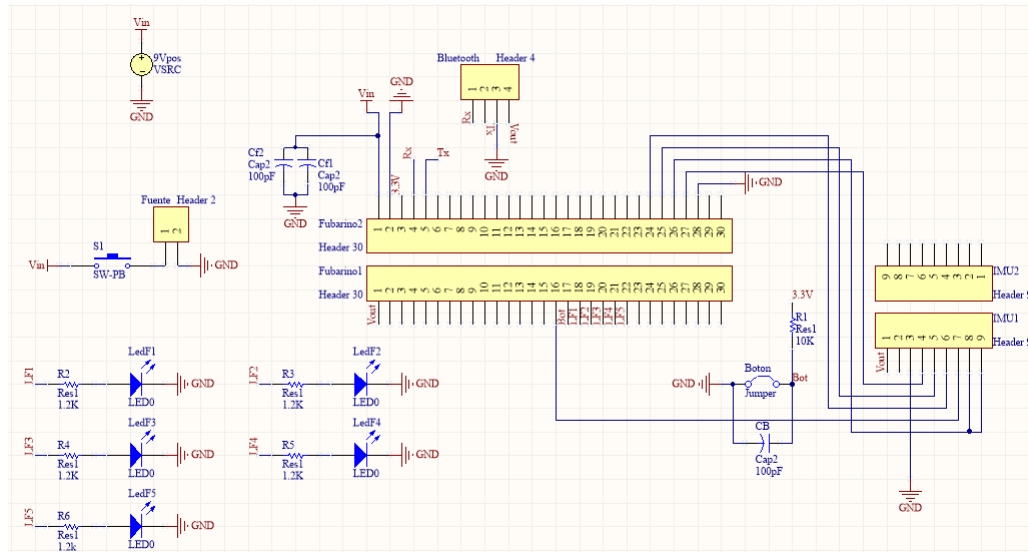 Vin
9Vpos
VSRC
GND
Bluetooth Header 4
1 2 3 4
Rx
Tx
Vout
GND
Vin
GND
Cf2
Cap2
100pF
Cf1
Cap2
100pF
GND
3.3V
Rx
Tx
GND
Fubarino2
Header 30
1 2 3 4 5 6 7 8 9 10 11 12 13 14 15 16 17 18 19 20 21 22 23 24 25 26 27 28 29 30
Fubarino1
Header 30
1 2 3 4 5 6 7 8 9 10 11 12 13 14 15 16 17 18 19 20 21 22 23 24 25 26 27 28 29 30
Vout
Bot
LF1
LF2
LF3
LF4
LF5
Fuente Header 2
1 2
Vin
S1
SW-PB
GND
IMU2
Header 9
9 8 7 6 5 4 3 2 1
IMU1
Header 9
1 2 3 4 5 6 7 8 9
Vout
GND
3.3V
R1
Res1
10K
Bot
GND
Boton
Jumper
CB
Cap2
100pF
LF1
R2
Res1
1.2K
LedF1
LED0
GND
LF2
R3
Res1
1.2K
LedF2
LED0
GND
LF3
R4
Res1
1.2K
LedF3
LED0
GND
LF4
R5
Res1
1.2K
LedF4
LED0
GND
LF5
R6
Res1
1.2k
LedF5
LED0
GND